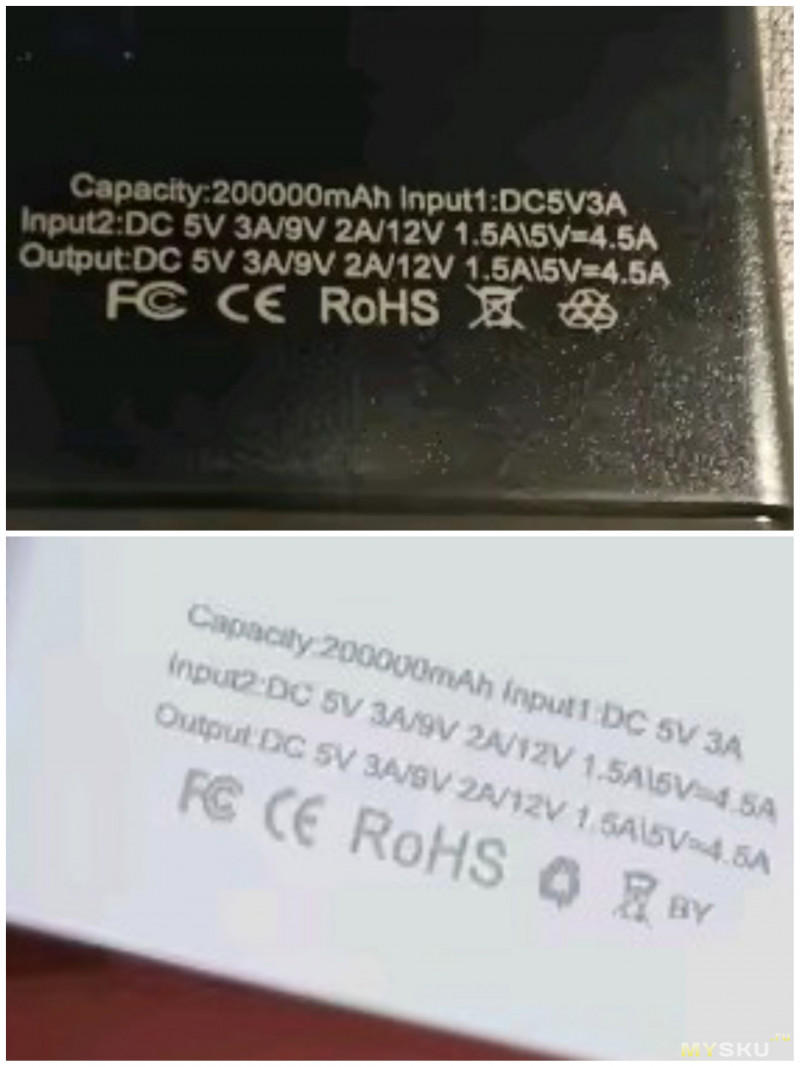 Capacity:200000mAh Input1:DC5V3A
Input2:DC 5V 3A/9V 2A/12V 1.5A\5V=4.5A
Output:DC 5V 3A/9V 2A/12V 1.5A\5V=4.5A
FC CE RoHS
Capacity:200000mAh Input1:DC 5V 3A
Input2:DC 5V 3A/9V 2A/12V 1.5A\5V=4.5A
Output:DC 5V 3A/9V 2A/12V 1.5A\5V=4.5A
FC CE RoHS BY
MYSKU.ru